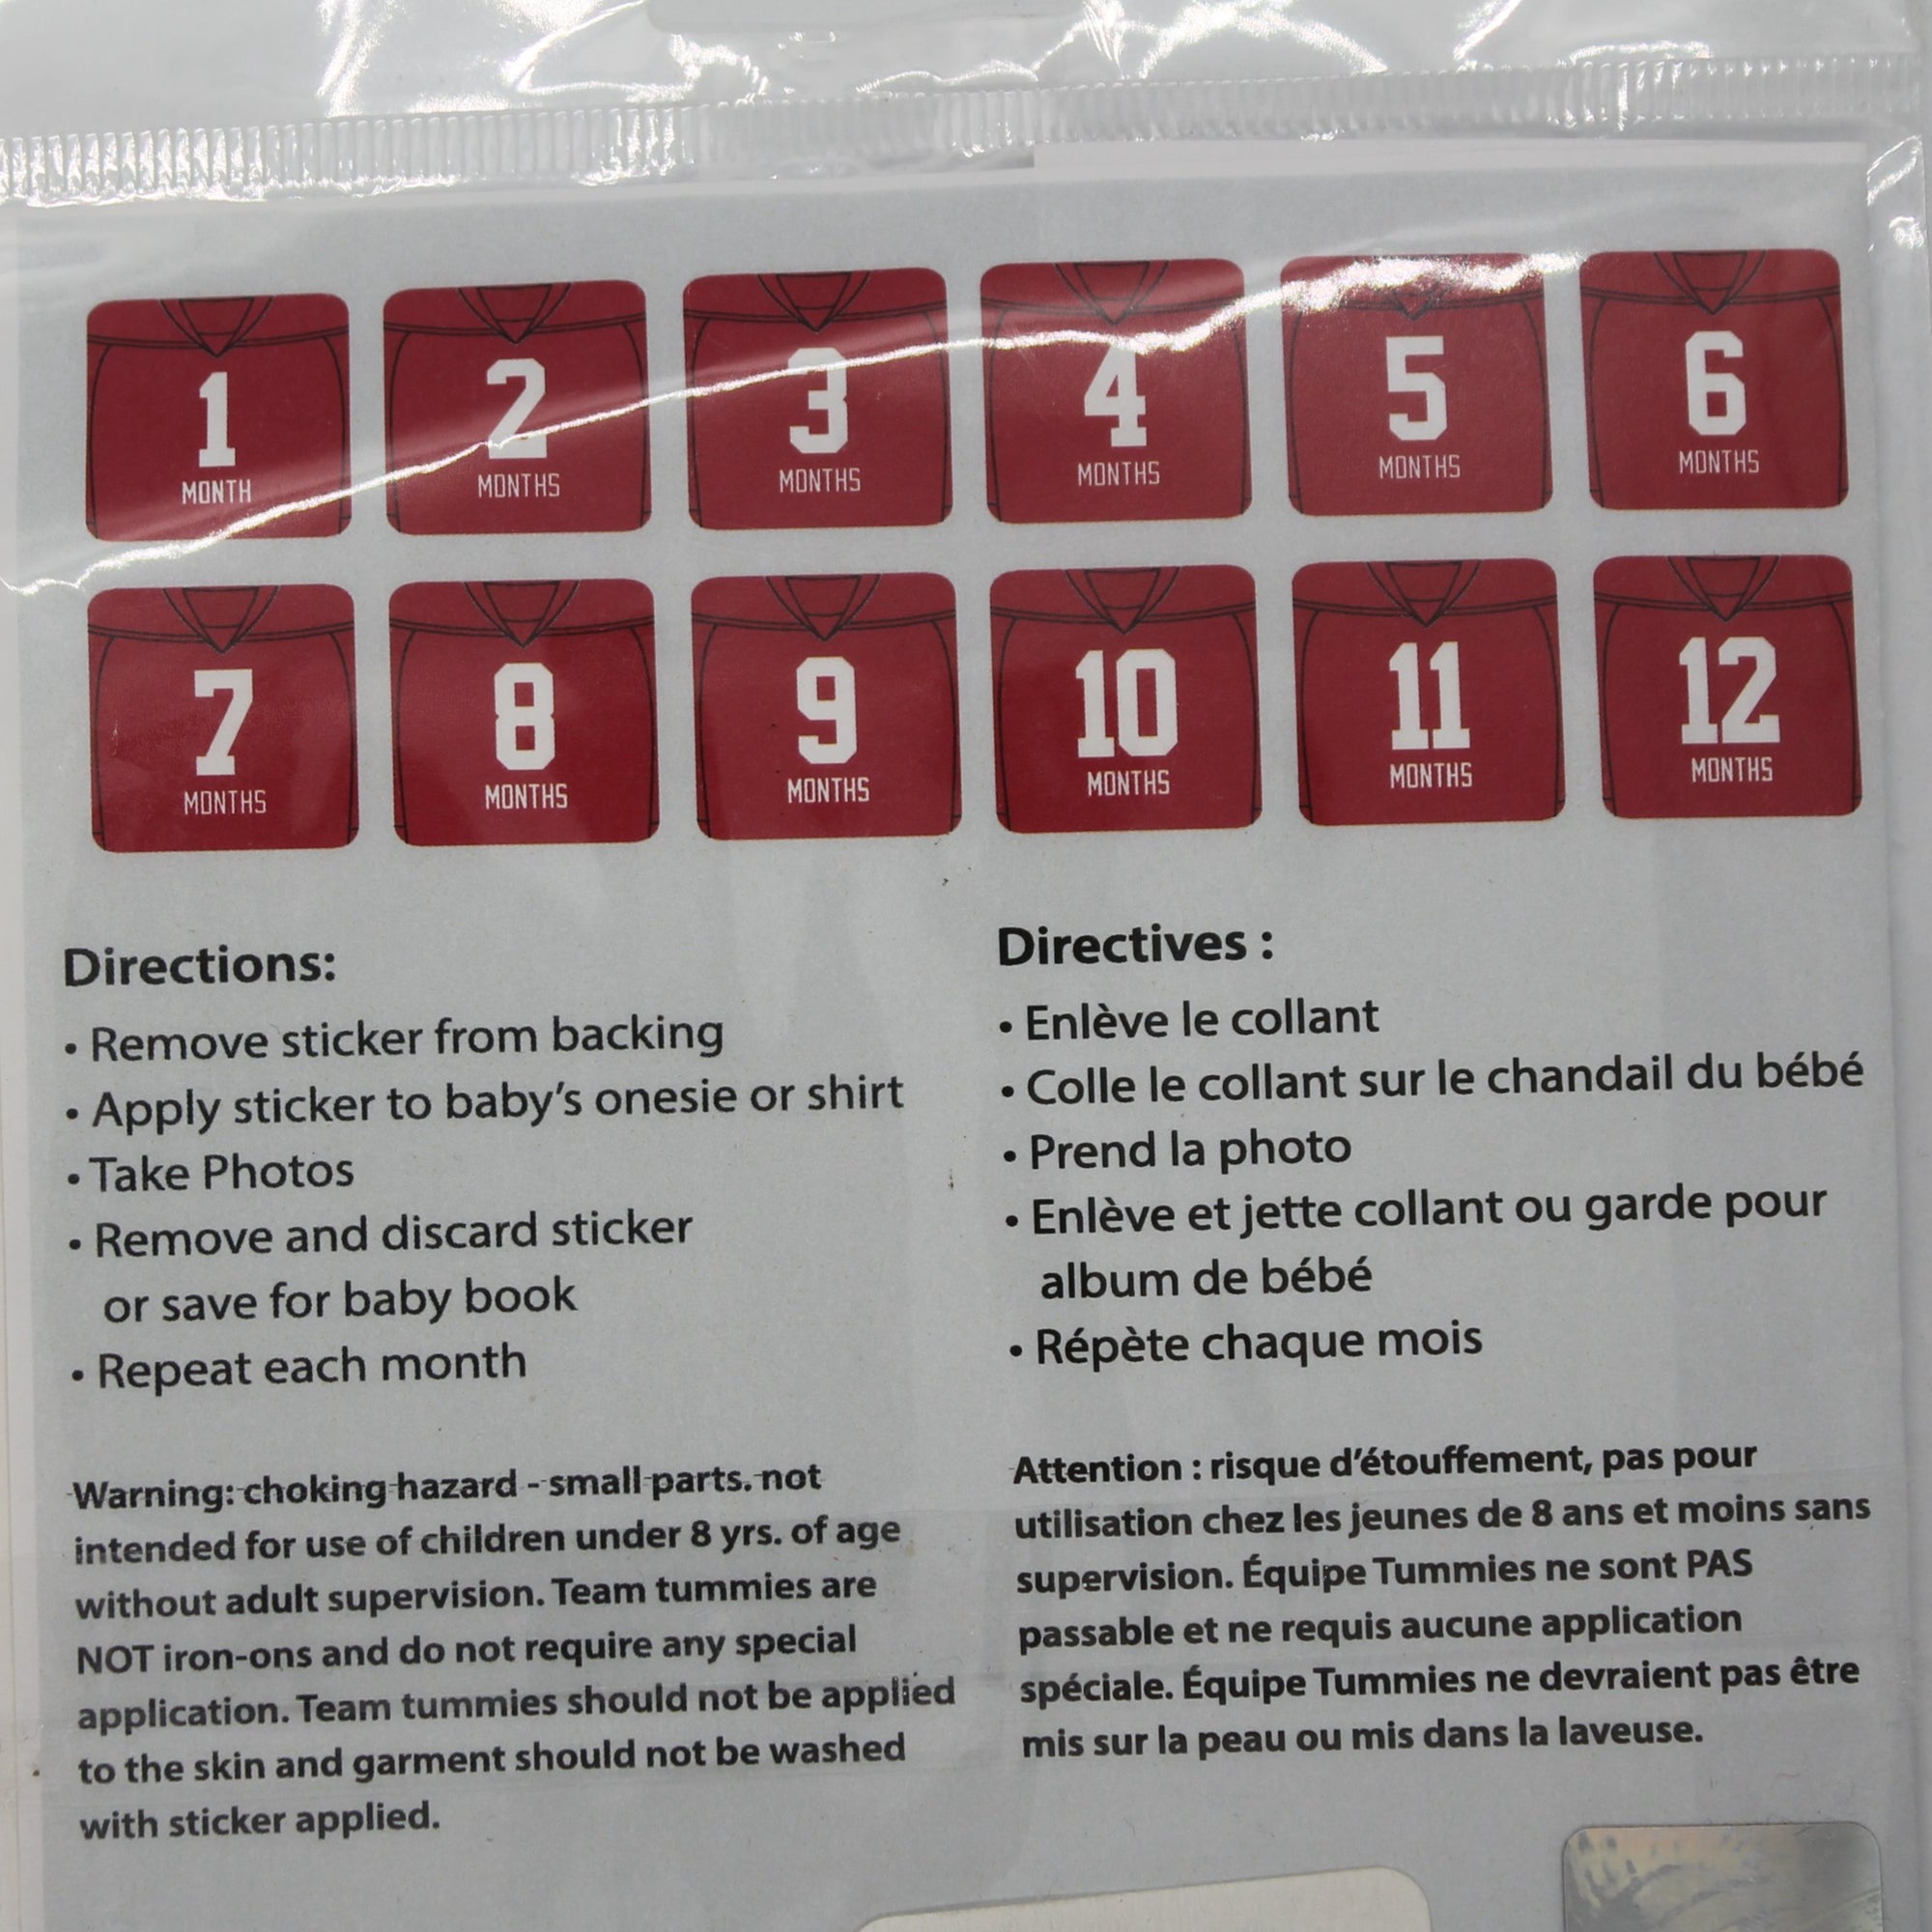 1 2 3 4 5 6
MONTH MONTHS MONTHS MONTHS MONTHS MONTHS
7 8 9 10 11 12
MONTHS MONTHS MONTHS MONTHS MONTHS MONTHS
Directions:
• Remove sticker from backing
• Apply sticker to baby's onesie or shirt
• Take Photos
• Remove and discard sticker
or save for baby book
• Repeat each month
Warning: choking hazard - small parts. not
intended for use of children under 8 yrs. of age
without adult supervision. Team tummies are
NOT iron-ons and do not require any special
application. Team tummies should not be applied
to the skin and garment should not be washed
with sticker applied.
Directives :
• Enlève le collant
• Colle le collant sur le chandail du bébé
• Prend la photo
• Enlève et jette collant ou garde pour
album de bébé
• Répète chaque mois
Attention : risque d'étouffement, pas pour
utilisation chez les jeunes de 8 ans et moins sans
supervision. Équipe Tummies ne sont PAS
passable et ne requis aucune application
spéciale. Équipe Tummies ne devraient pas être
mis sur la peau ou mis dans la laveuse.